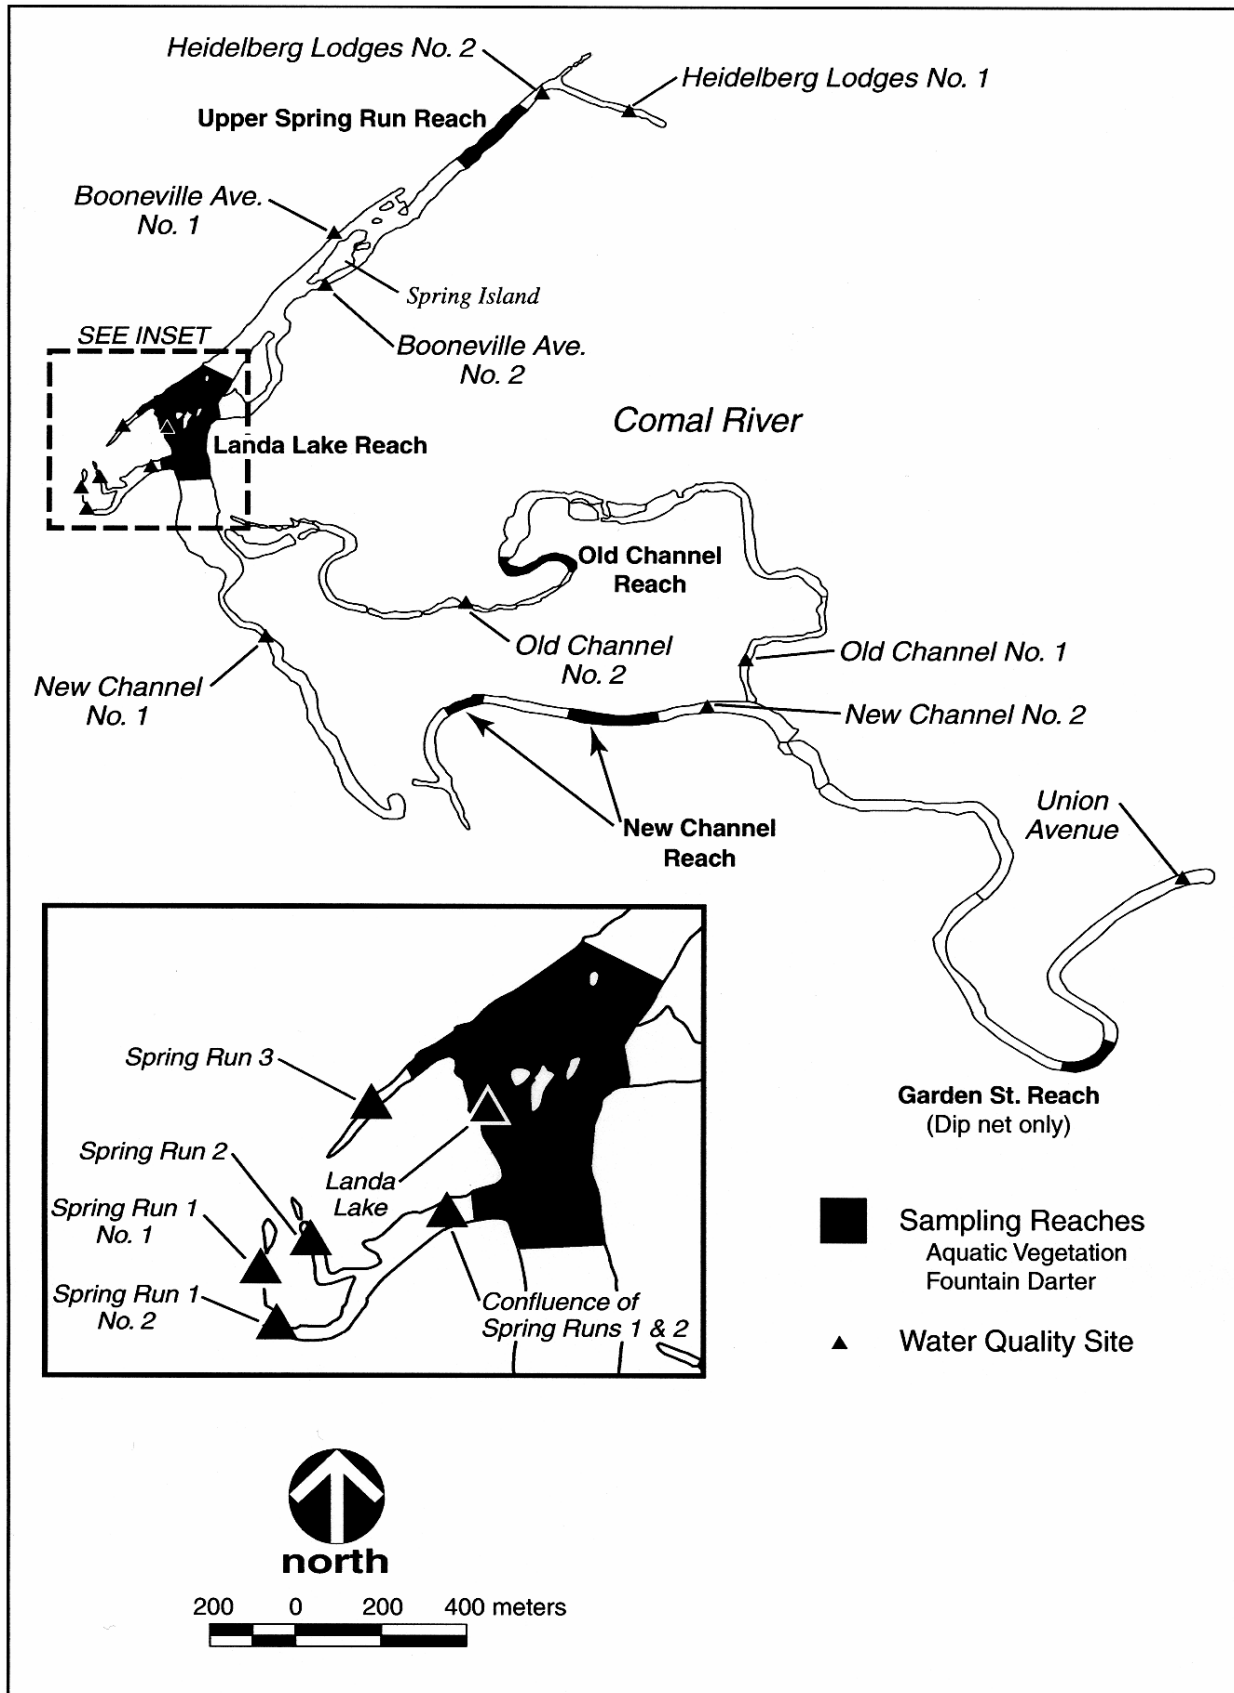 Heidelberg Lodges No. 2
Heidelberg Lodges No. 1
Upper Spring Run Reach
Booneville Ave.
No. 1
Spring Island
SEE INSET
Booneville Ave.
No. 2
Comal River
Landa Lake Reach
Old Channel
Reach
Old Channel
No. 2
Old Channel No. 1
New Channel
No. 1
New Channel No. 2
New Channel
Reach
Union
Avenue
Garden St. Reach
(Dip net only)
Spring Run 3
Spring Run 2
Landa
Lake
Spring Run 1
No. 1
Spring Run 1
No. 2
Confluence of
Spring Runs 1 & 2
Sampling Reaches
Aquatic Vegetation
Fountain Darter
Water Quality Site
north
200 0 200 400 meters